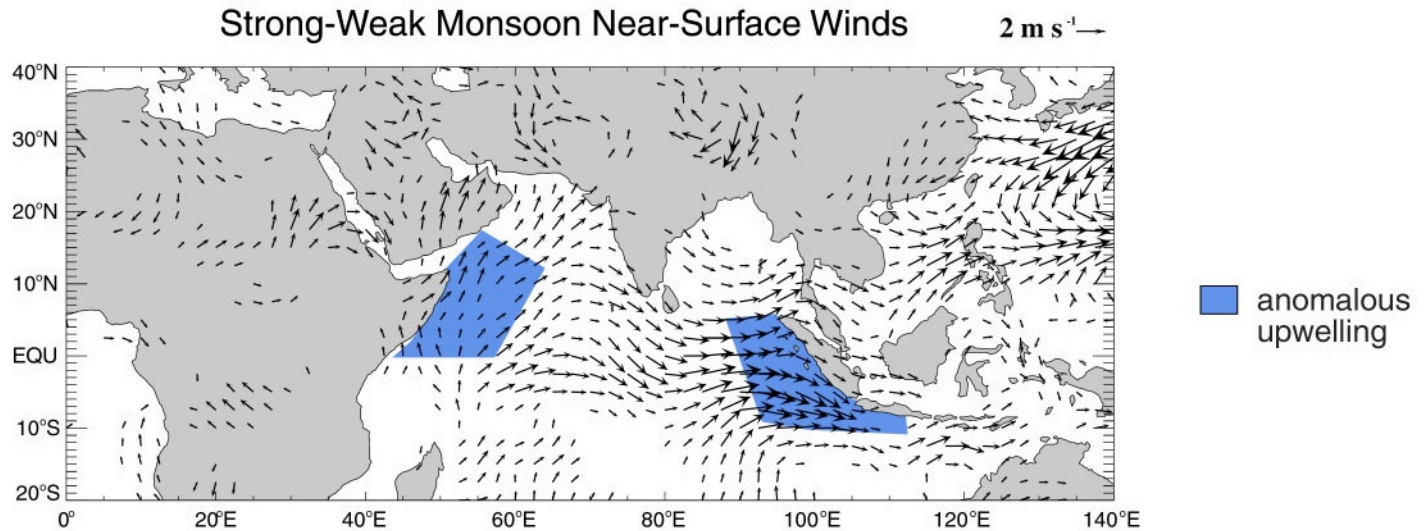 Strong-Weak Monsoon Near-Surface Winds
2 m s⁻¹
40°N
30°N
20°N
10°N
EQU
10°S
20°S
0° 20°E 40°E 60°E 80°E 100°E 120°E 140°E
anomalous
upwelling